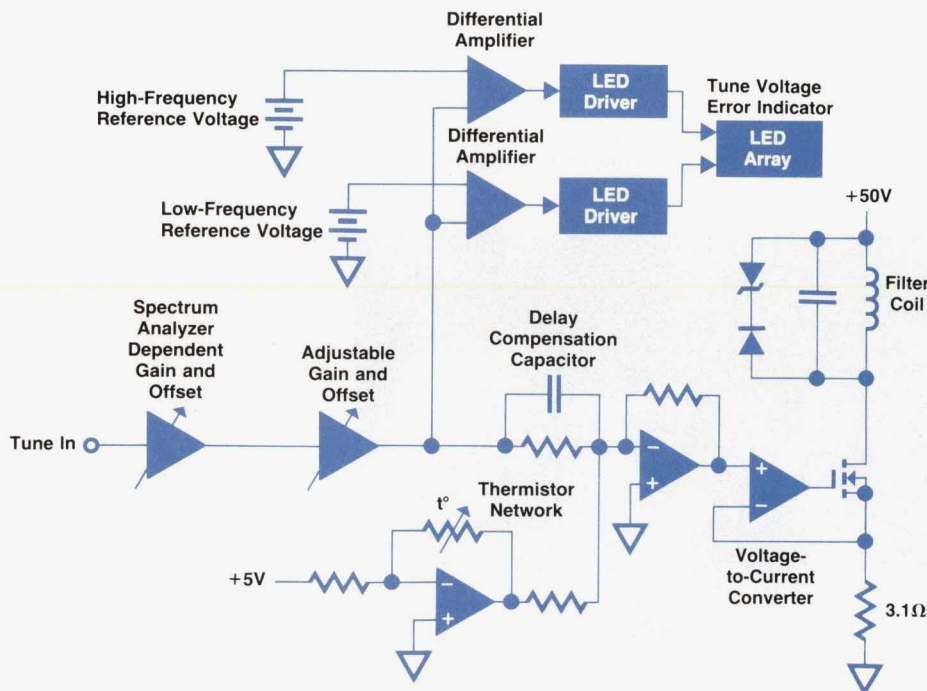 Differential
Amplifier
High-Frequency
Reference Voltage
LED
Driver
Tune Voltage
Error Indicator
LED
Array
Differential
Amplifier
Low-Frequency
Reference Voltage
LED
Driver
+50V
Filter
Coil
Spectrum
Analyzer
Dependent
Gain and
Offset
Adjustable
Gain and
Offset
Delay
Compensation
Capacitor
Tune In
−
+
+
−
t°
Thermistor
Network
+5V
−
+
Voltage-
to-Current
Converter
3.1Ω